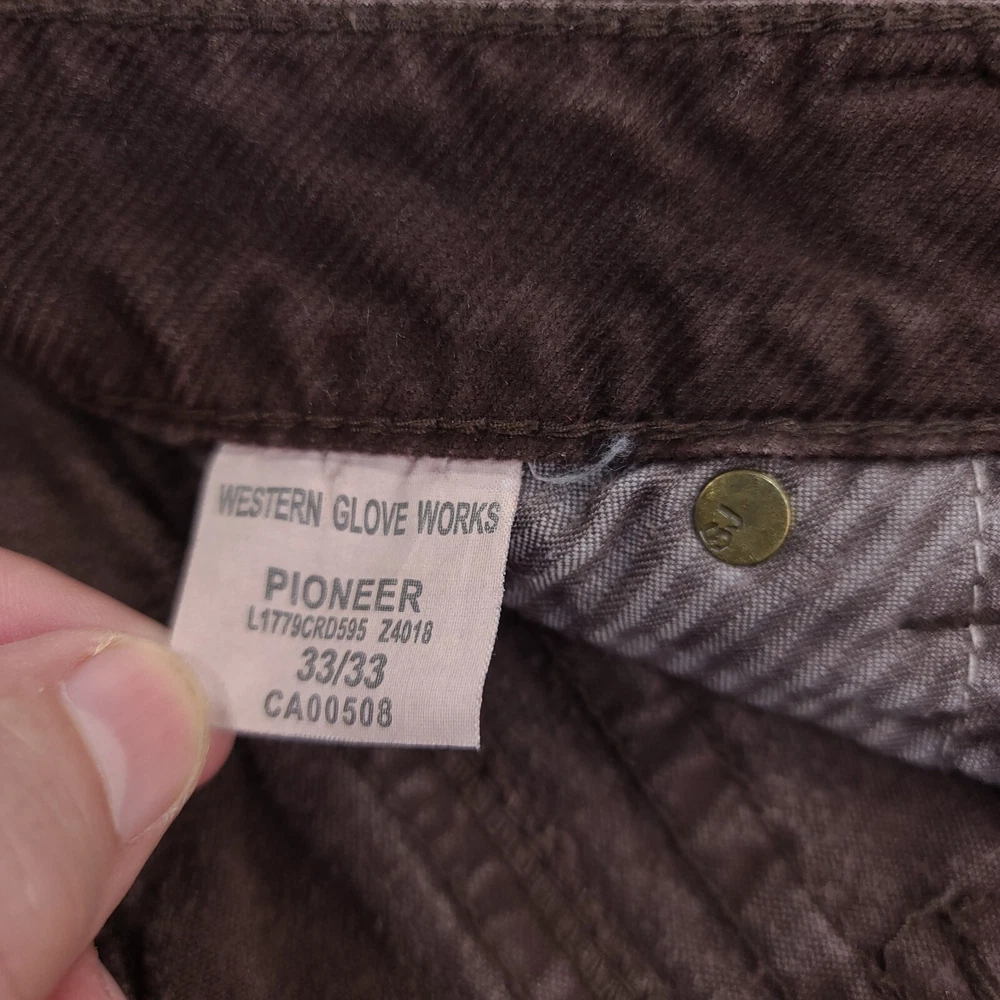 WESTERN GLOVE WORKS
PIONEER
L1779CRD595 Z4018
33/33
CA00508